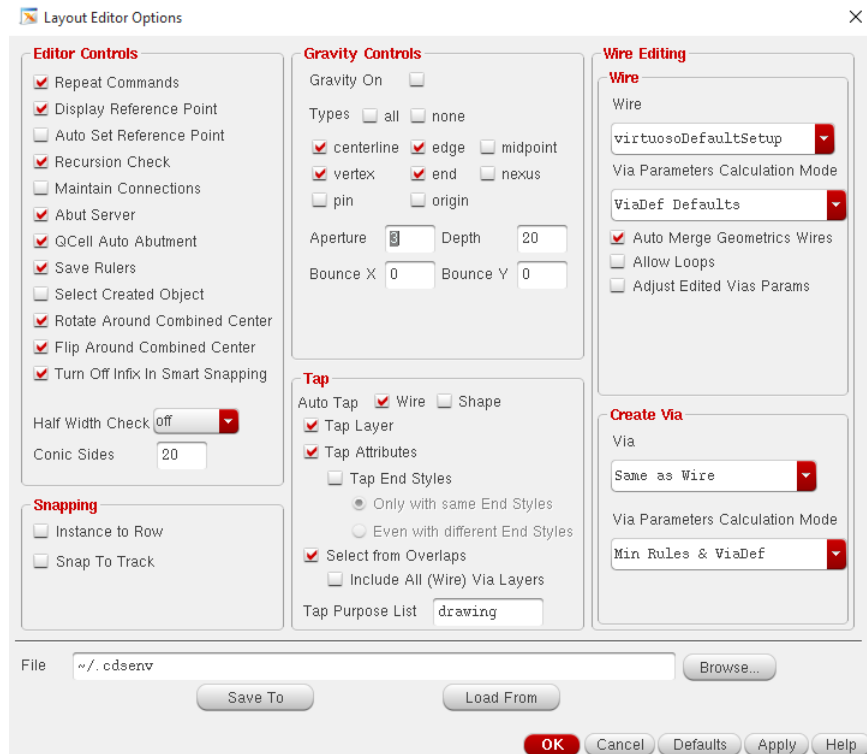 Layout Editor Options
Editor Controls
Repeat Commands
Display Reference Point
Auto Set Reference Point
Recursion Check
Maintain Connections
Abut Server
QCell Auto Abutment
Save Rulers
Select Created Object
Rotate Around Combined Center
Flip Around Combined Center
Turn Off Infix In Smart Snapping
Half Width Check off
Conic Sides 20
Snapping
Instance to Row
Snap To Track
Gravity Controls
Gravity On
Types all none
centerline edge midpoint
vertex end nexus
pin origin
Aperture 3 Depth 20
Bounce X 0 Bounce Y 0
Tap
Auto Tap Wire Shape
Tap Layer
Tap Attributes
Tap End Styles
Only with same End Styles
Even with different End Styles
Select from Overlaps
Include All (Wire) Via Layers
Tap Purpose List drawing
Wire Editing
Wire
Wire
virtuosoDefaultSetup
Via Parameters Calculation Mode
ViaDef Defaults
Auto Merge Geometrics Wires
Allow Loops
Adjust Edited Vias Params
Create Via
Via
Same as Wire
Via Parameters Calculation Mode
Min Rules & ViaDef
File ~/.cdsenv Browse...
Save To Load From
OK Cancel Defaults Apply Help